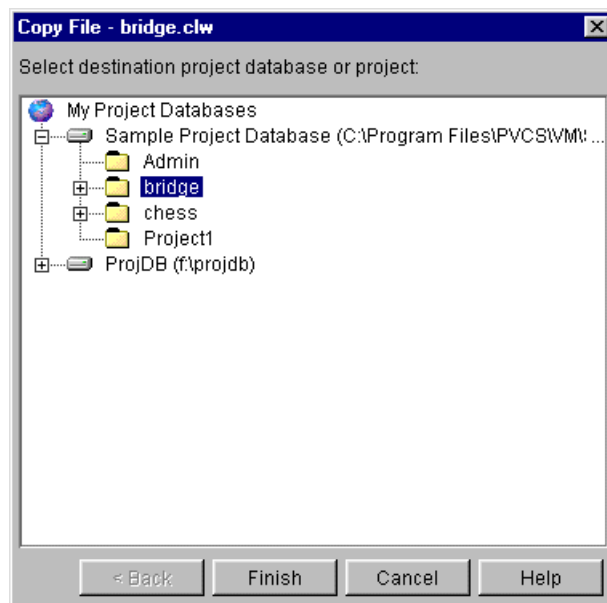 Copy File - bridge.clw
Select destination project database or project:
My Project Databases
Sample Project Database (C:\Program Files\PVCS\VM\ ...
Admin
bridge
chess
Project1
ProjDB (f:\projdb)
< Back Finish Cancel Help